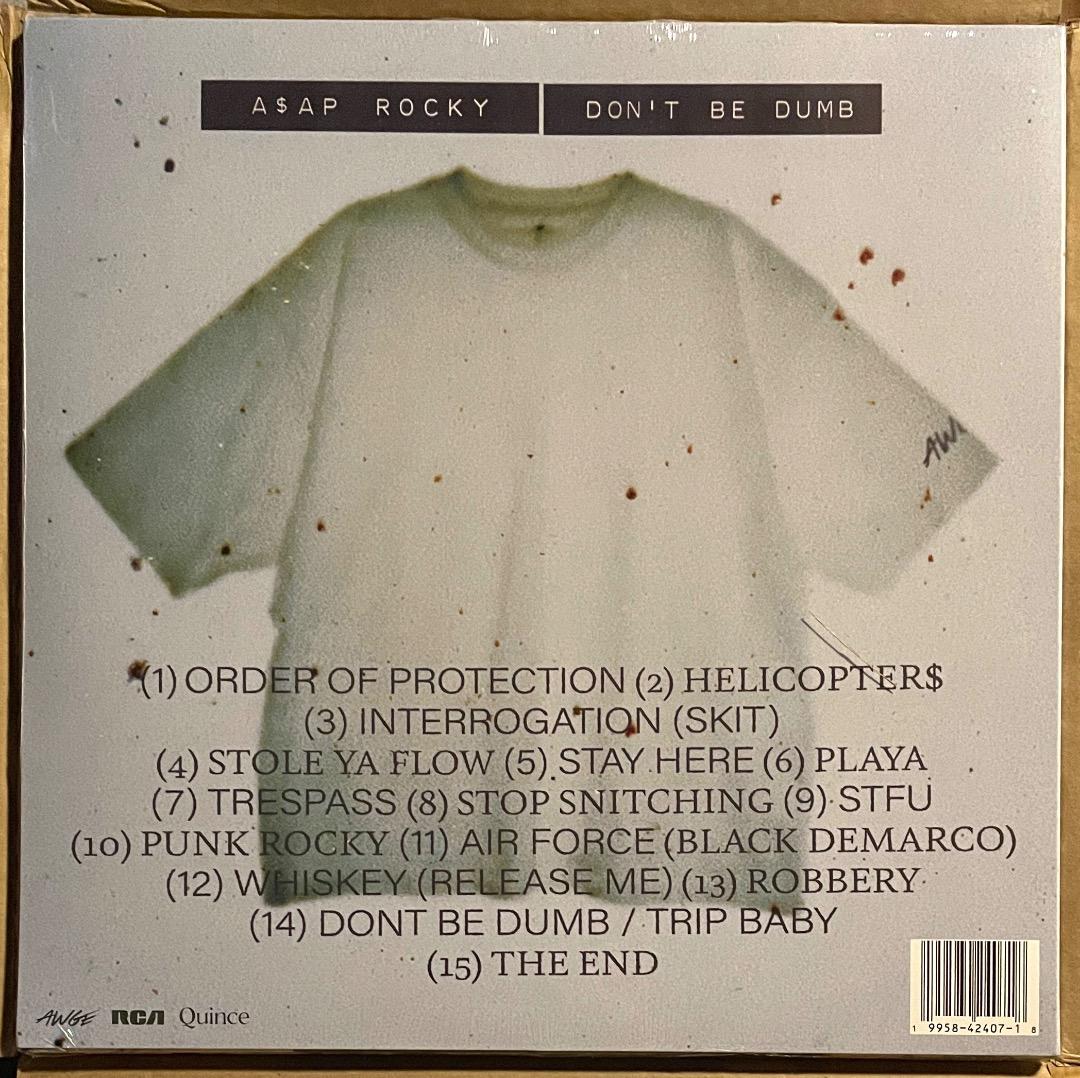 A$AP ROCKY DON'T BE DUMB
AW
(1) ORDER OF PROTECTION (2) HELICOPTER$
(3) INTERROGATION (SKIT)
(4) STOLE YA FLOW (5) STAY HERE (6) PLAYA
(7) TRESPASS (8) STOP SNITCHING (9) STFU
(10) PUNK ROCKY (11) AIR FORCE (BLACK DEMARCO)
(12) WHISKEY (RELEASE ME) (13) ROBBERY
(14) DONT BE DUMB / TRIP BABY
(15) THE END
AWGE RCA Quince
1 9958-42407-1 8